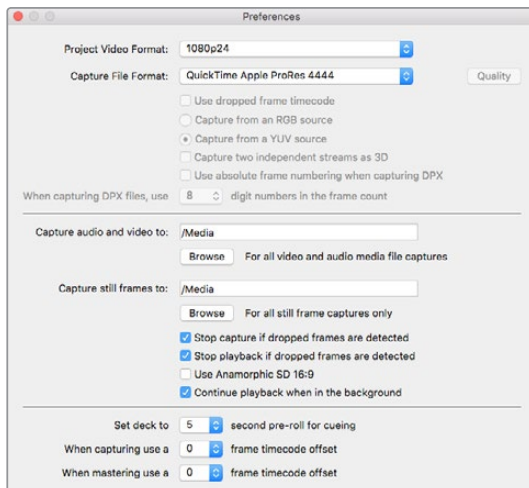 Preferences
Project Video Format: 1080p24
Capture File Format: QuickTime Apple ProRes 4444 Quality
Use dropped frame timecode
Capture from an RGB source
Capture from a YUV source
Capture two independent streams as 3D
Use absolute frame numbering when capturing DPX
When capturing DPX files, use 8 digit numbers in the frame count
Capture audio and video to: /Media
Browse For all video and audio media file captures
Capture still frames to: /Media
Browse For all still frame captures only
Stop capture if dropped frames are detected
Stop playback if dropped frames are detected
Use Anamorphic SD 16:9
Continue playback when in the background
Set deck to 5 second pre-roll for cueing
When capturing use a 0 frame timecode offset
When mastering use a 0 frame timecode offset